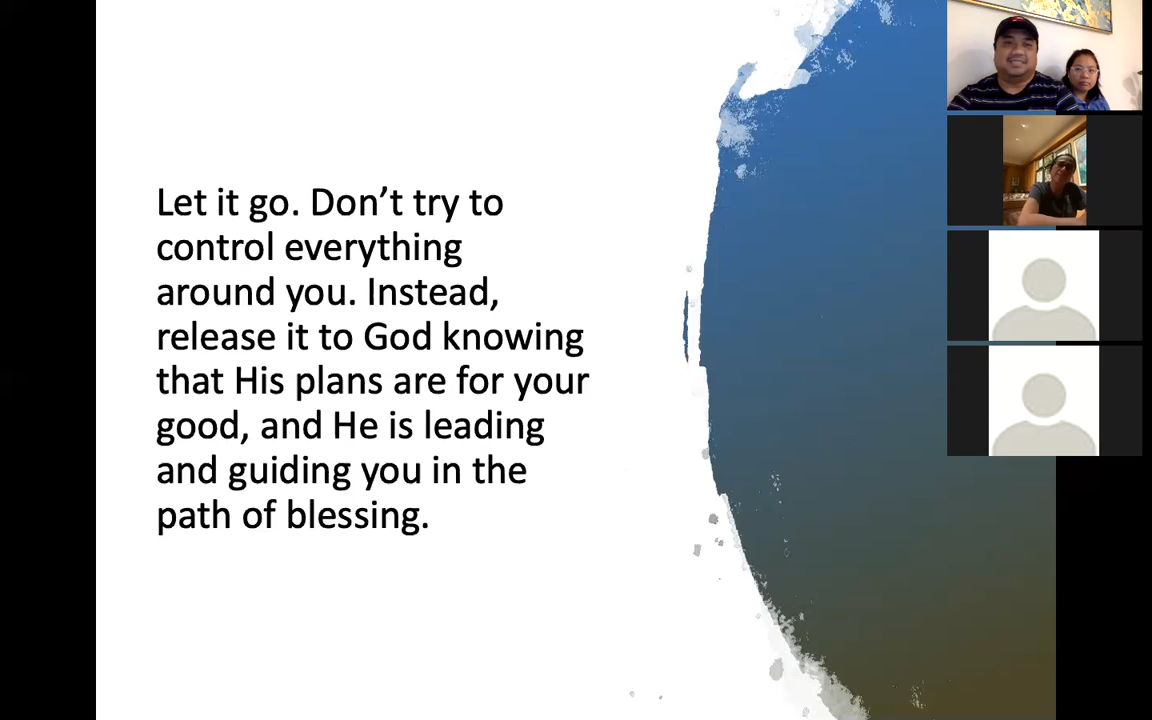 Let it go. Don’t try to
control everything
around you. Instead,
release it to God knowing
that His plans are for your
good, and He is leading
and guiding you in the
path of blessing.